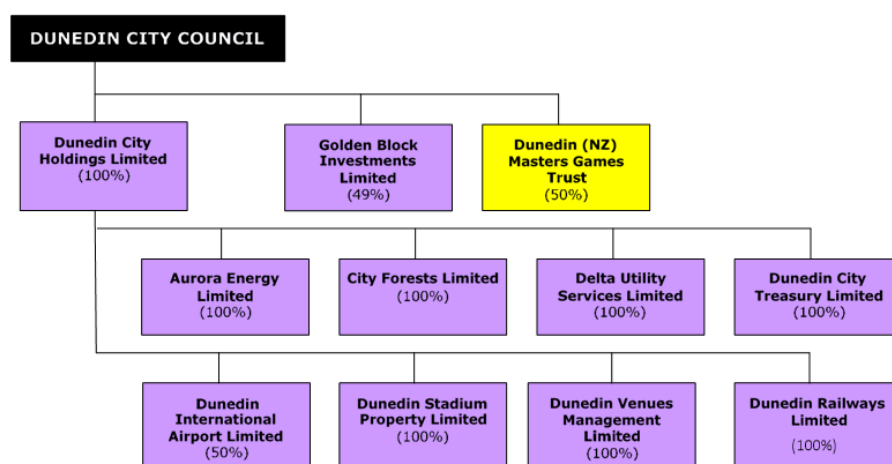 DUNEDIN CITY COUNCIL
Dunedin City
Holdings Limited
(100%)
Golden Block
Investments
Limited
(49%)
Dunedin (NZ)
Masters Games
Trust
(50%)
Aurora Energy
Limited
(100%)
City Forests Limited
(100%)
Delta Utility
Services Limited
(100%)
Dunedin City
Treasury Limited
(100%)
Dunedin
International
Airport Limited
(50%)
Dunedin Stadium
Property Limited
(100%)
Dunedin Venues
Management
Limited
(100%)
Dunedin Railways
Limited
(100%)